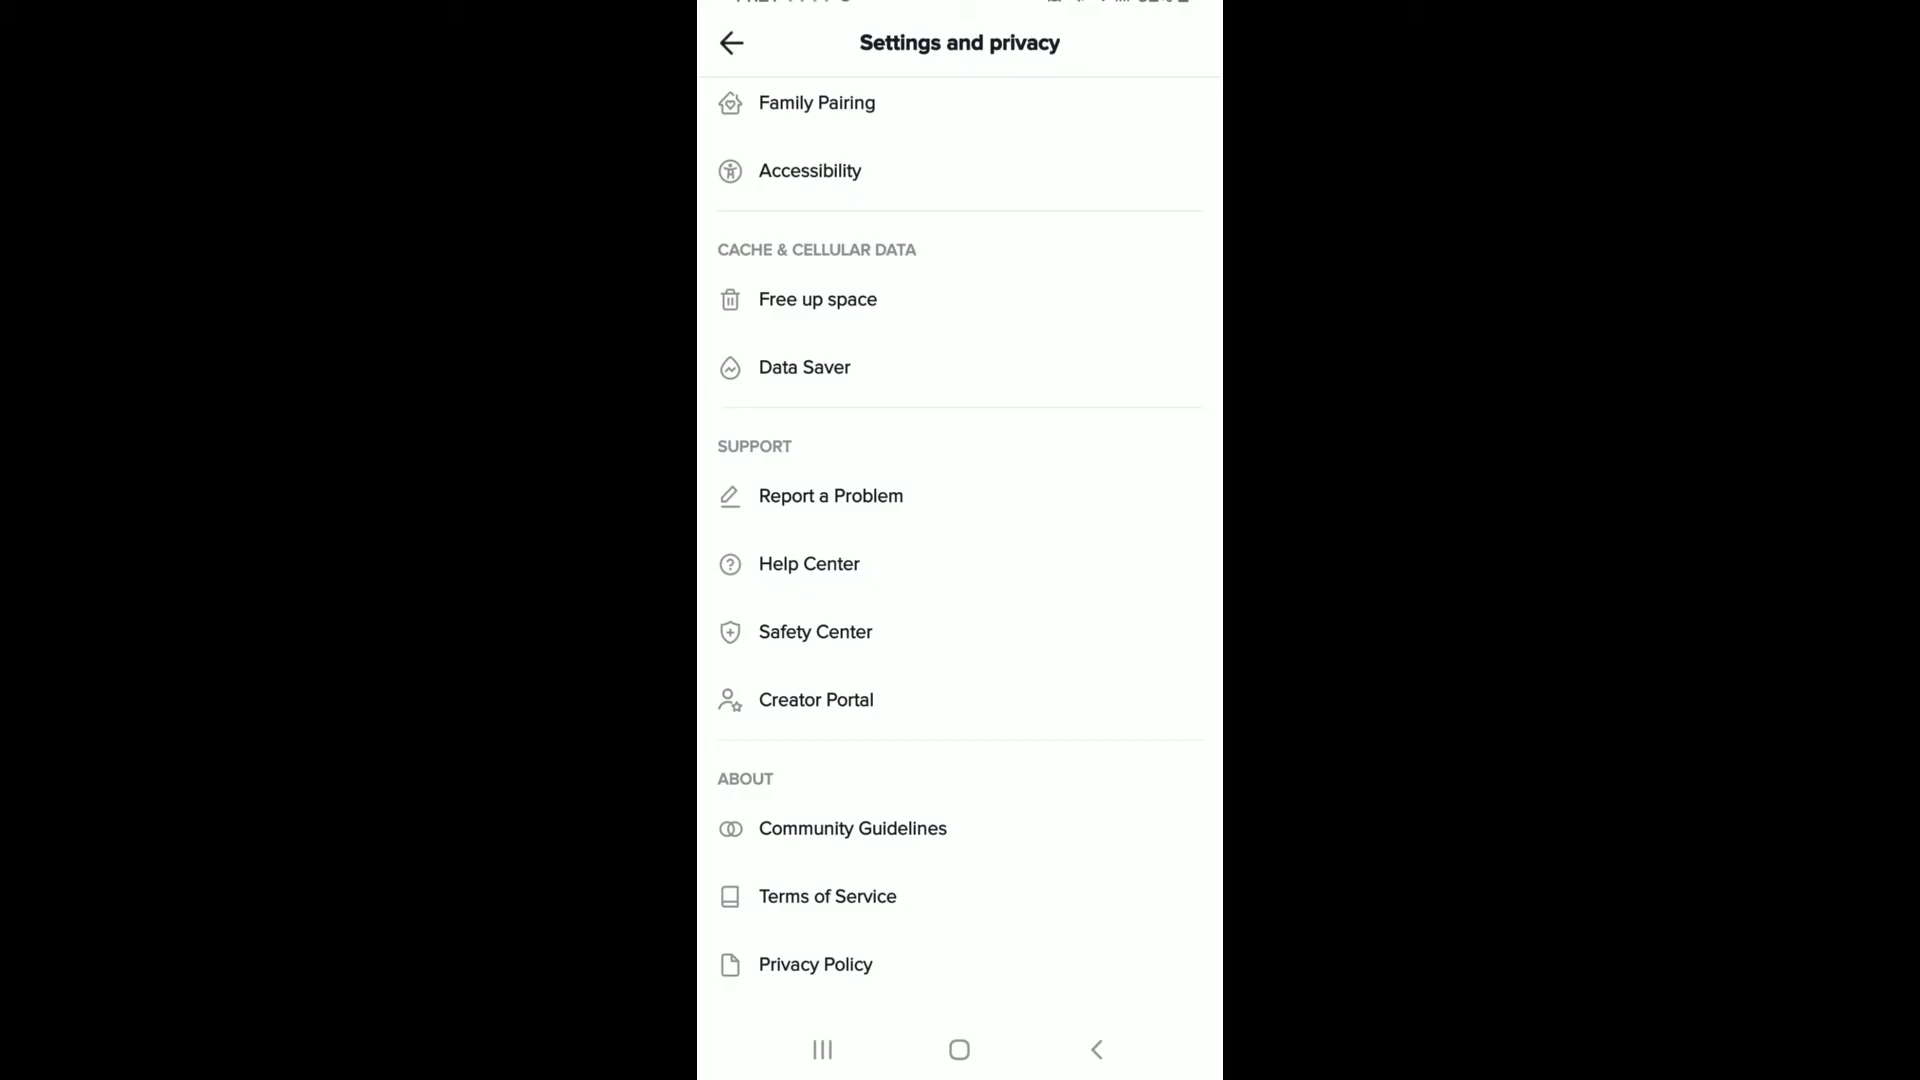 Settings and privacy
Family Pairing
Accessibility
CACHE & CELLULAR DATA
Free up space
Data Saver
SUPPORT
Report a Problem
Help Center
Safety Center
Creator Portal
ABOUT
Community Guidelines
Terms of Service
Privacy Policy